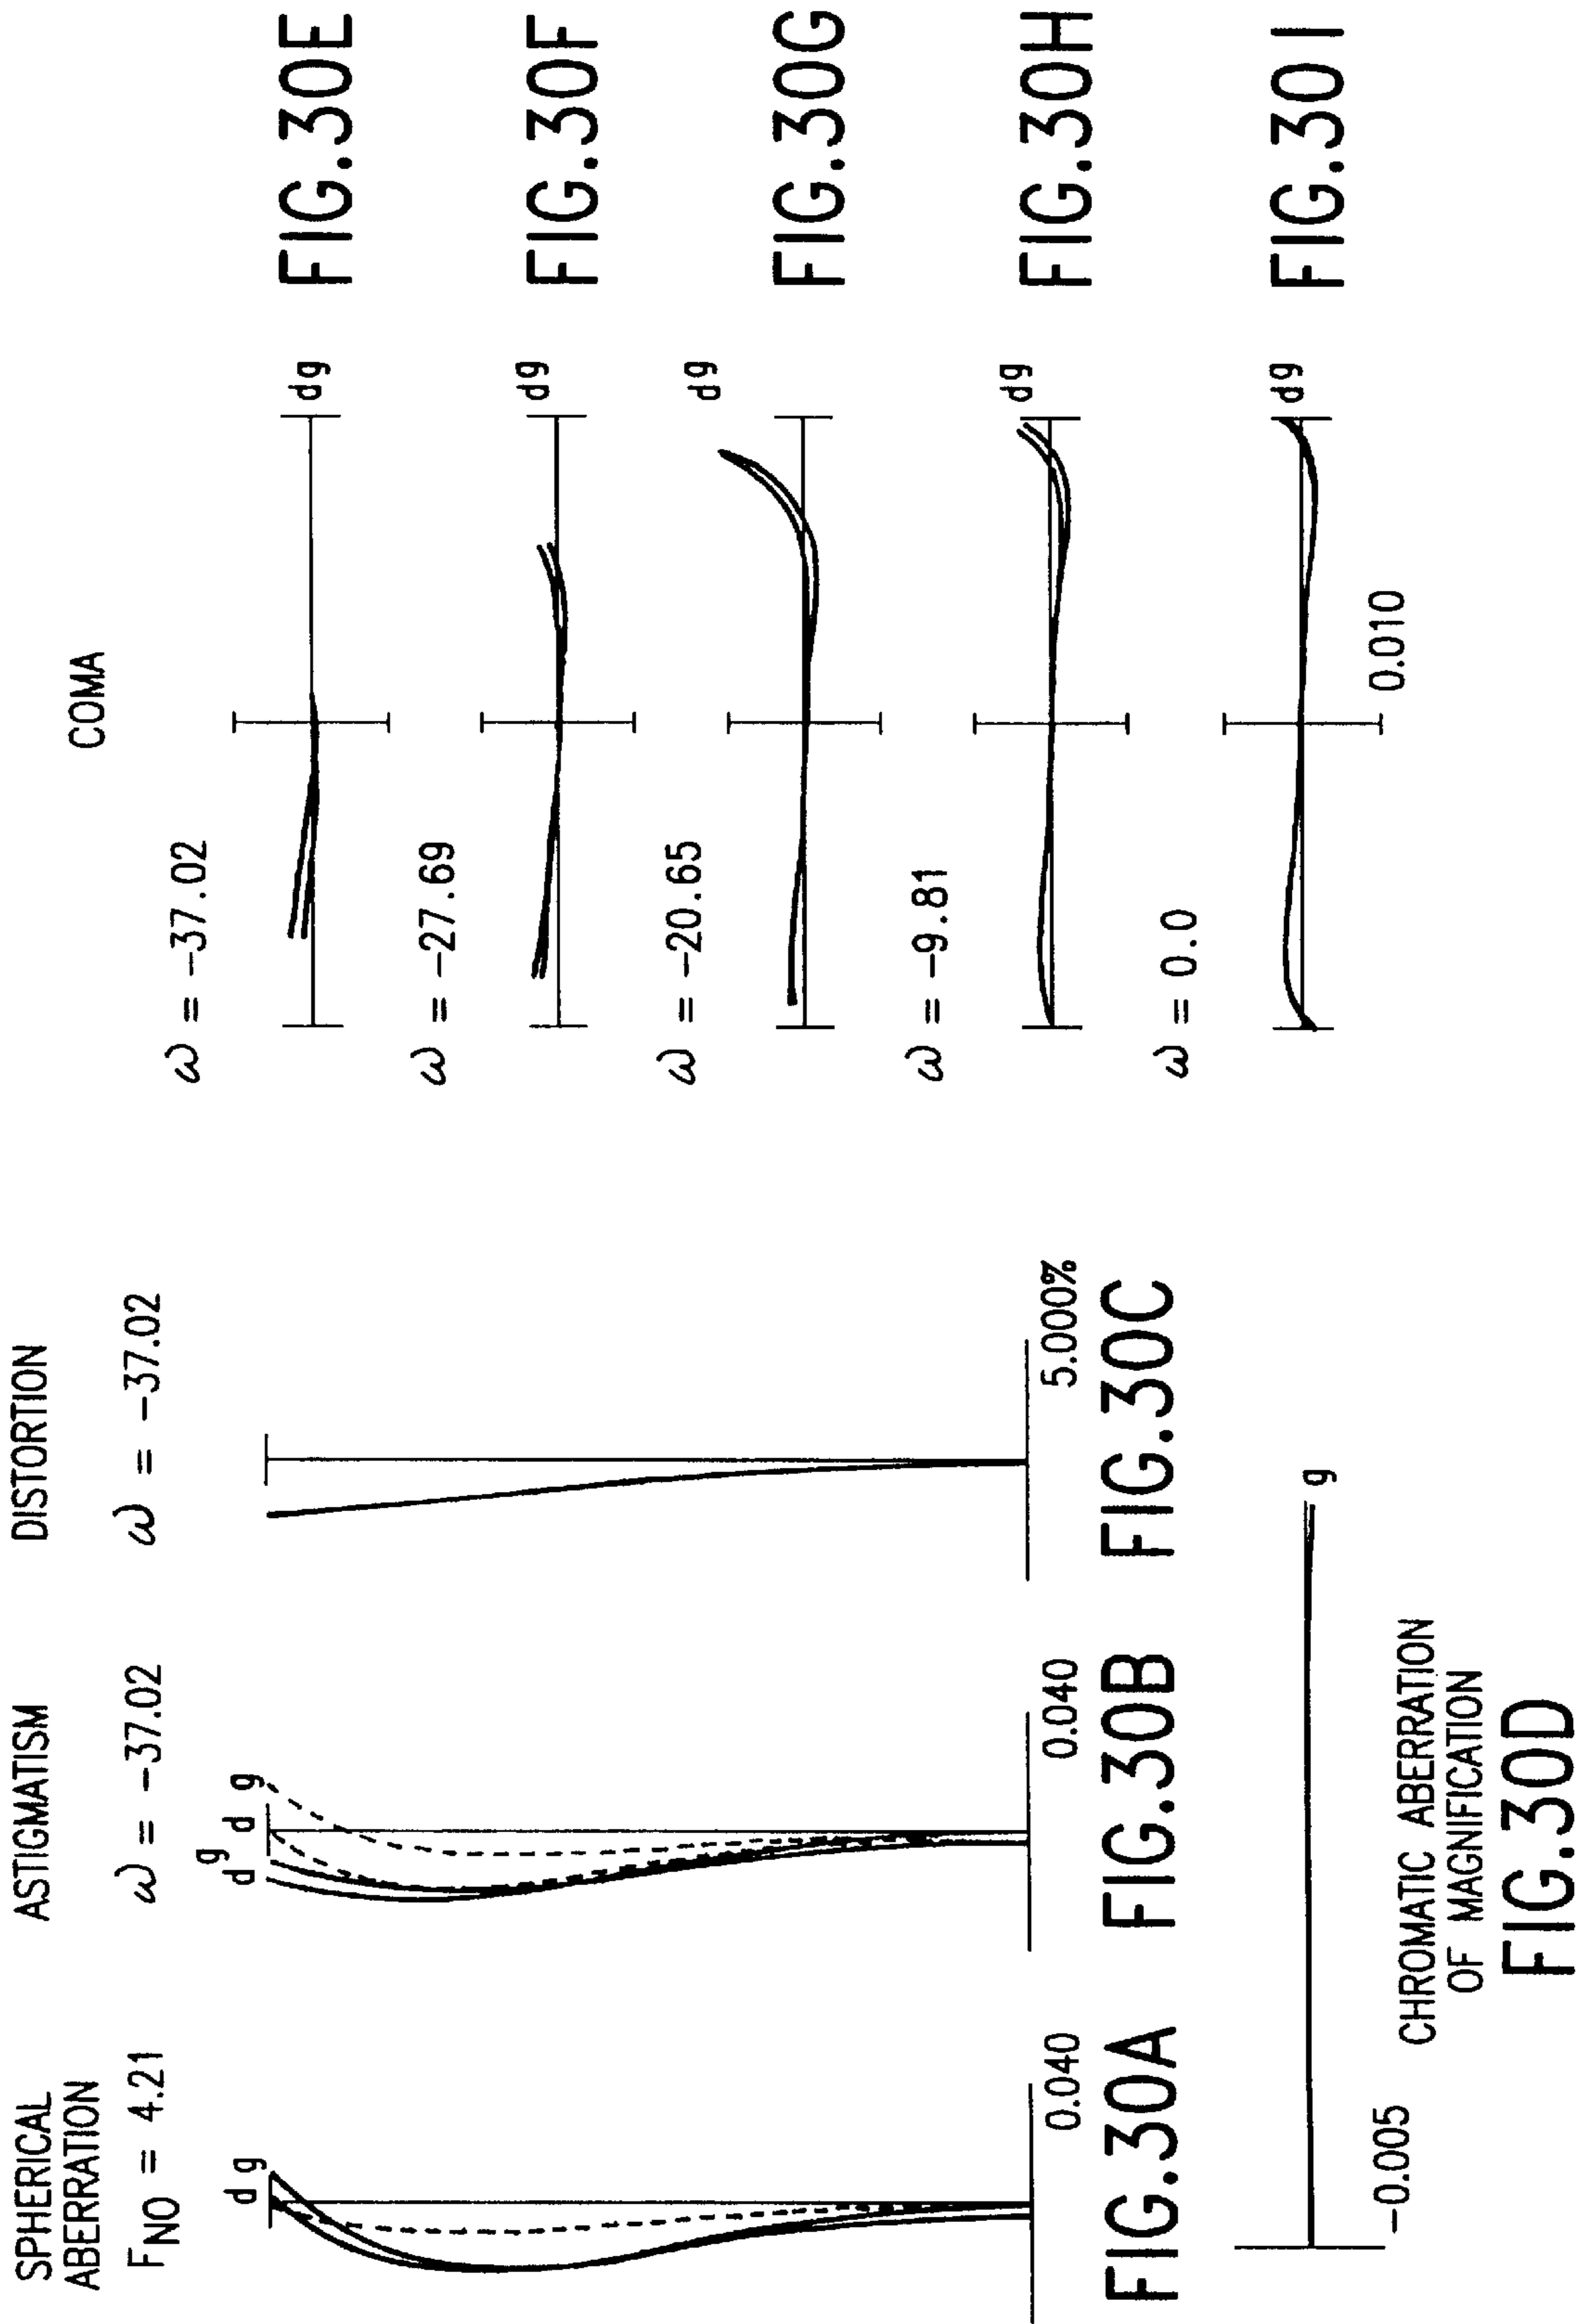 SPHERICAL
ABERRATION
F_NO = 4.21
d g
0.040
FIG.30A
ASTIGMATISM
ω = -37.02
d g
d g
0.040
FIG.30B
DISTORTION
ω = -37.02
5.000%
FIG.30C
g
-0.005
CHROMATIC ABERRATION
OF MAGNIFICATION
FIG.30D
COMA
ω = -37.02
dg
FIG.30E
ω = -27.69
dg
FIG.30F
ω = -20.65
dg
FIG.30G
ω = -9.81
dg
FIG.30H
ω = 0.0
dg
0.010
FIG.30I